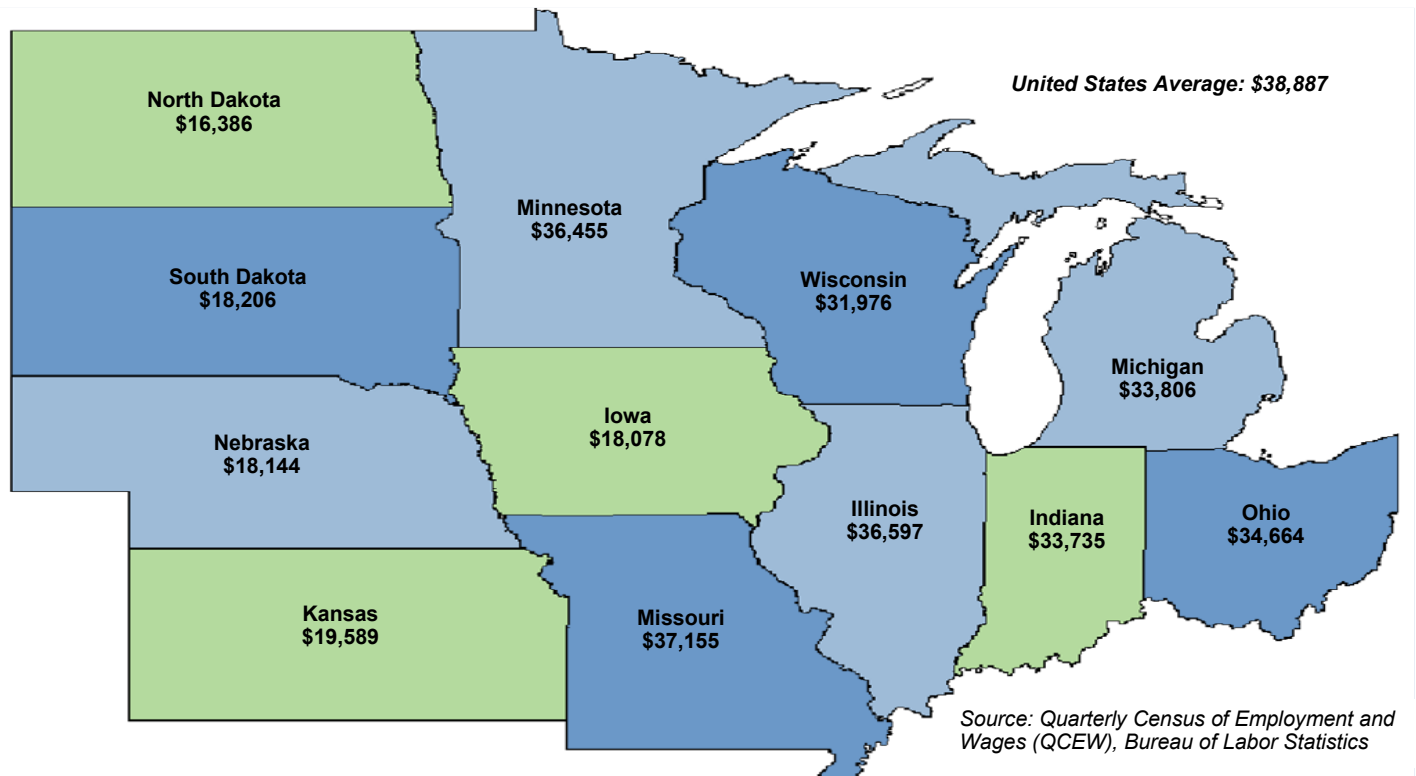 United States Average: $38,887
North Dakota
$16,386
Minnesota
$36,455
South Dakota
$18,206
Wisconsin
$31,976
Michigan
$33,806
Nebraska
$18,144
Iowa
$18,078
Illinois
$36,597
Indiana
$33,735
Ohio
$34,664
Kansas
$19,589
Missouri
$37,155
Source: Quarterly Census of Employment and
Wages (QCEW), Bureau of Labor Statistics